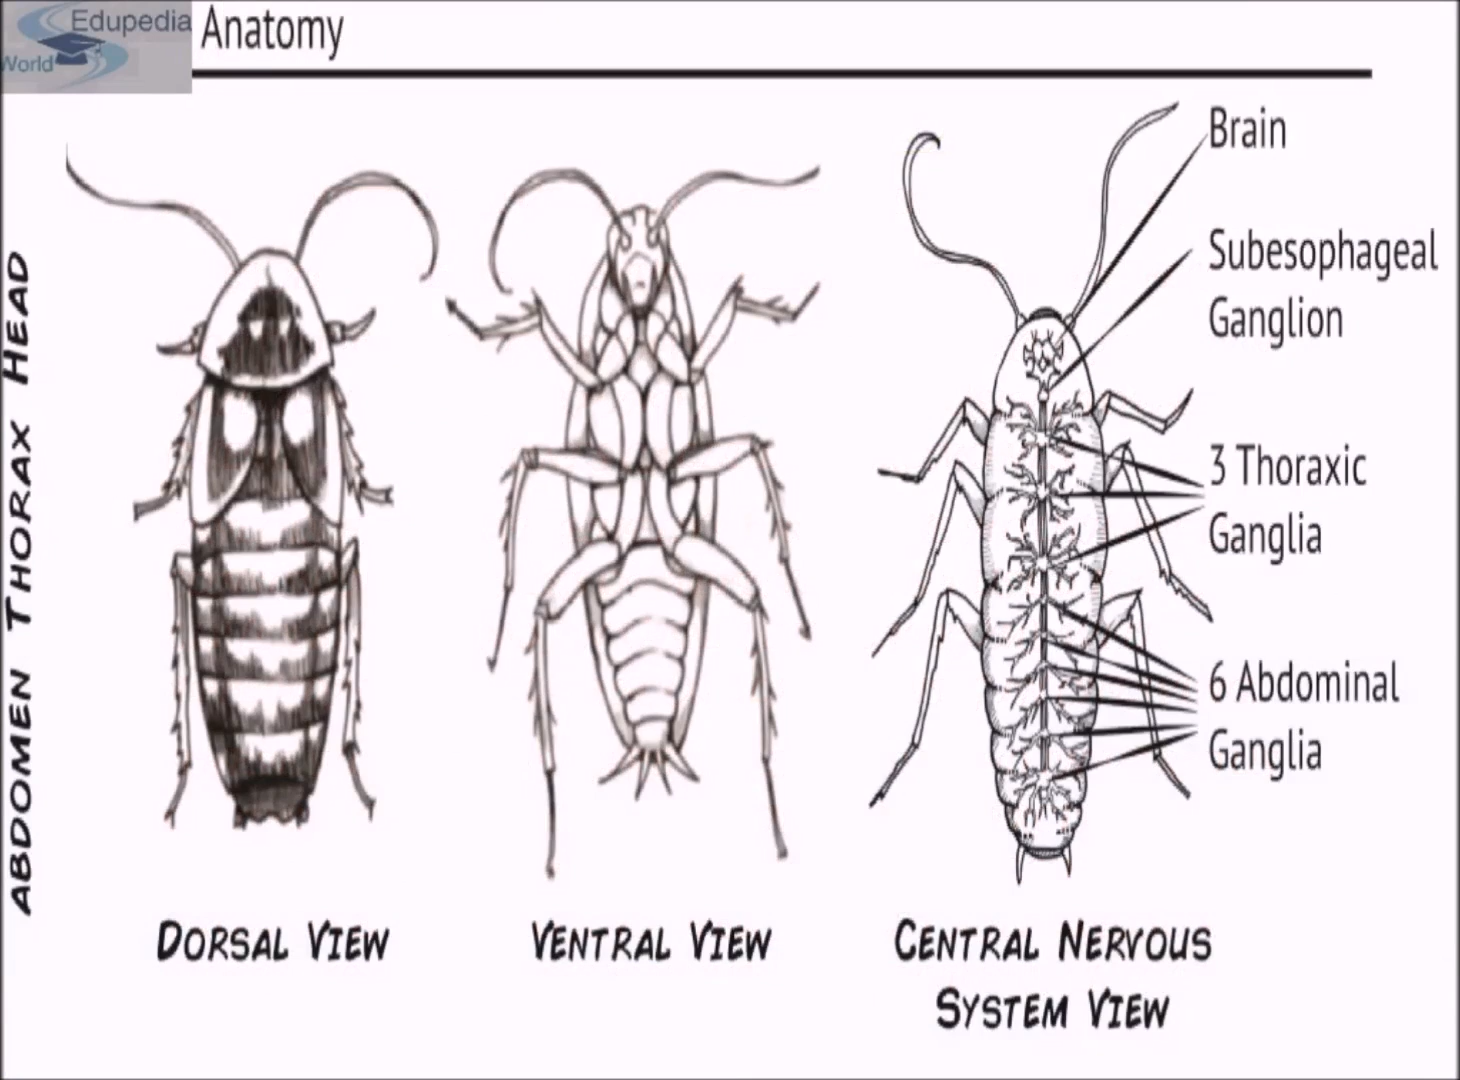 Edupedia
World
Anatomy
Brain
Subesophageal
Ganglion
3 Thoraxic
Ganglia
6 Abdominal
Ganglia
ABDOMEN THORAX HEAD
DORSAL VIEW
VENTRAL VIEW
CENTRAL NERVOUS
SYSTEM VIEW